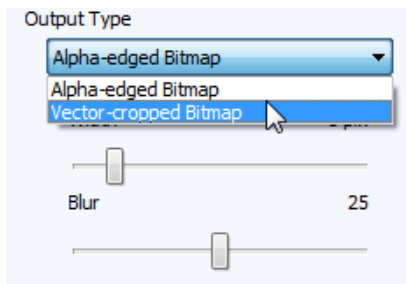 Output Type
Alpha-edged Bitmap
Alpha-edged Bitmap
Vector-cropped Bitmap
Blur 25